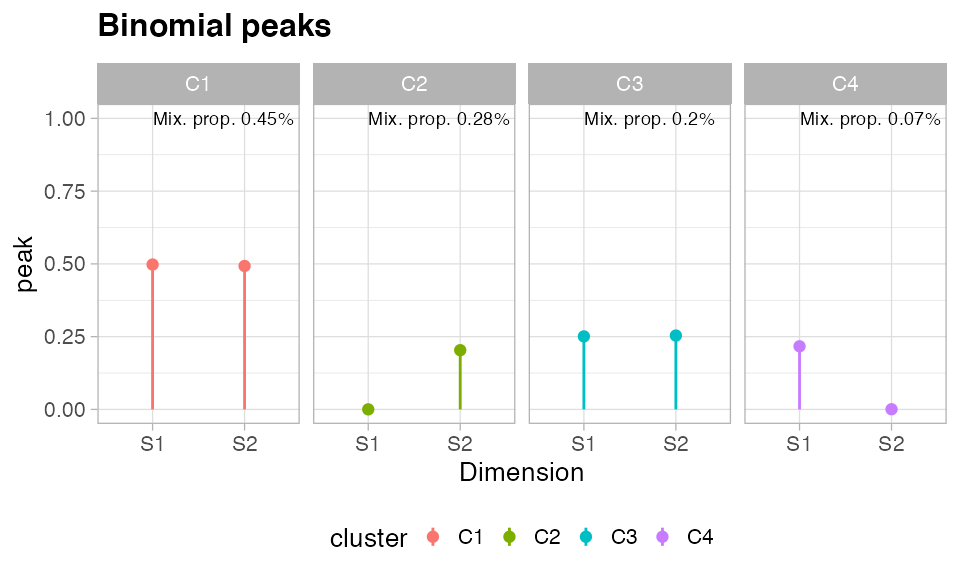 Binomial peaks
C1 C2 C3 C4
Mix. prop. 0.45% Mix. prop. 0.28% Mix. prop. 0.2% Mix. prop. 0.07%
1.00
0.75
0.50
0.25
0.00
peak
S1 S2 S1 S2 S1 S2 S1 S2
Dimension
cluster C1 C2 C3 C4